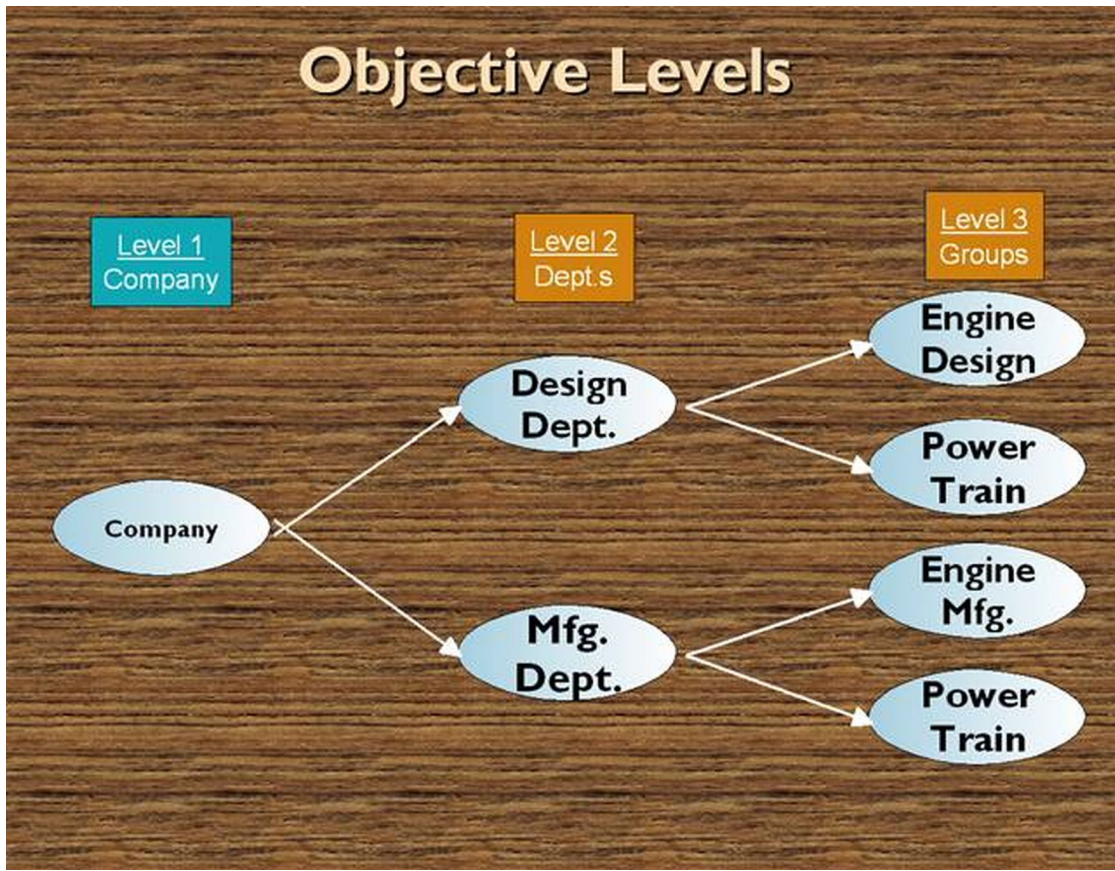 Objective Levels
Level 1
Company
Level 2
Dept.s
Level 3
Groups
Company
Design
Dept.
Mfg.
Dept.
Engine
Design
Power
Train
Engine
Mfg.
Power
Train